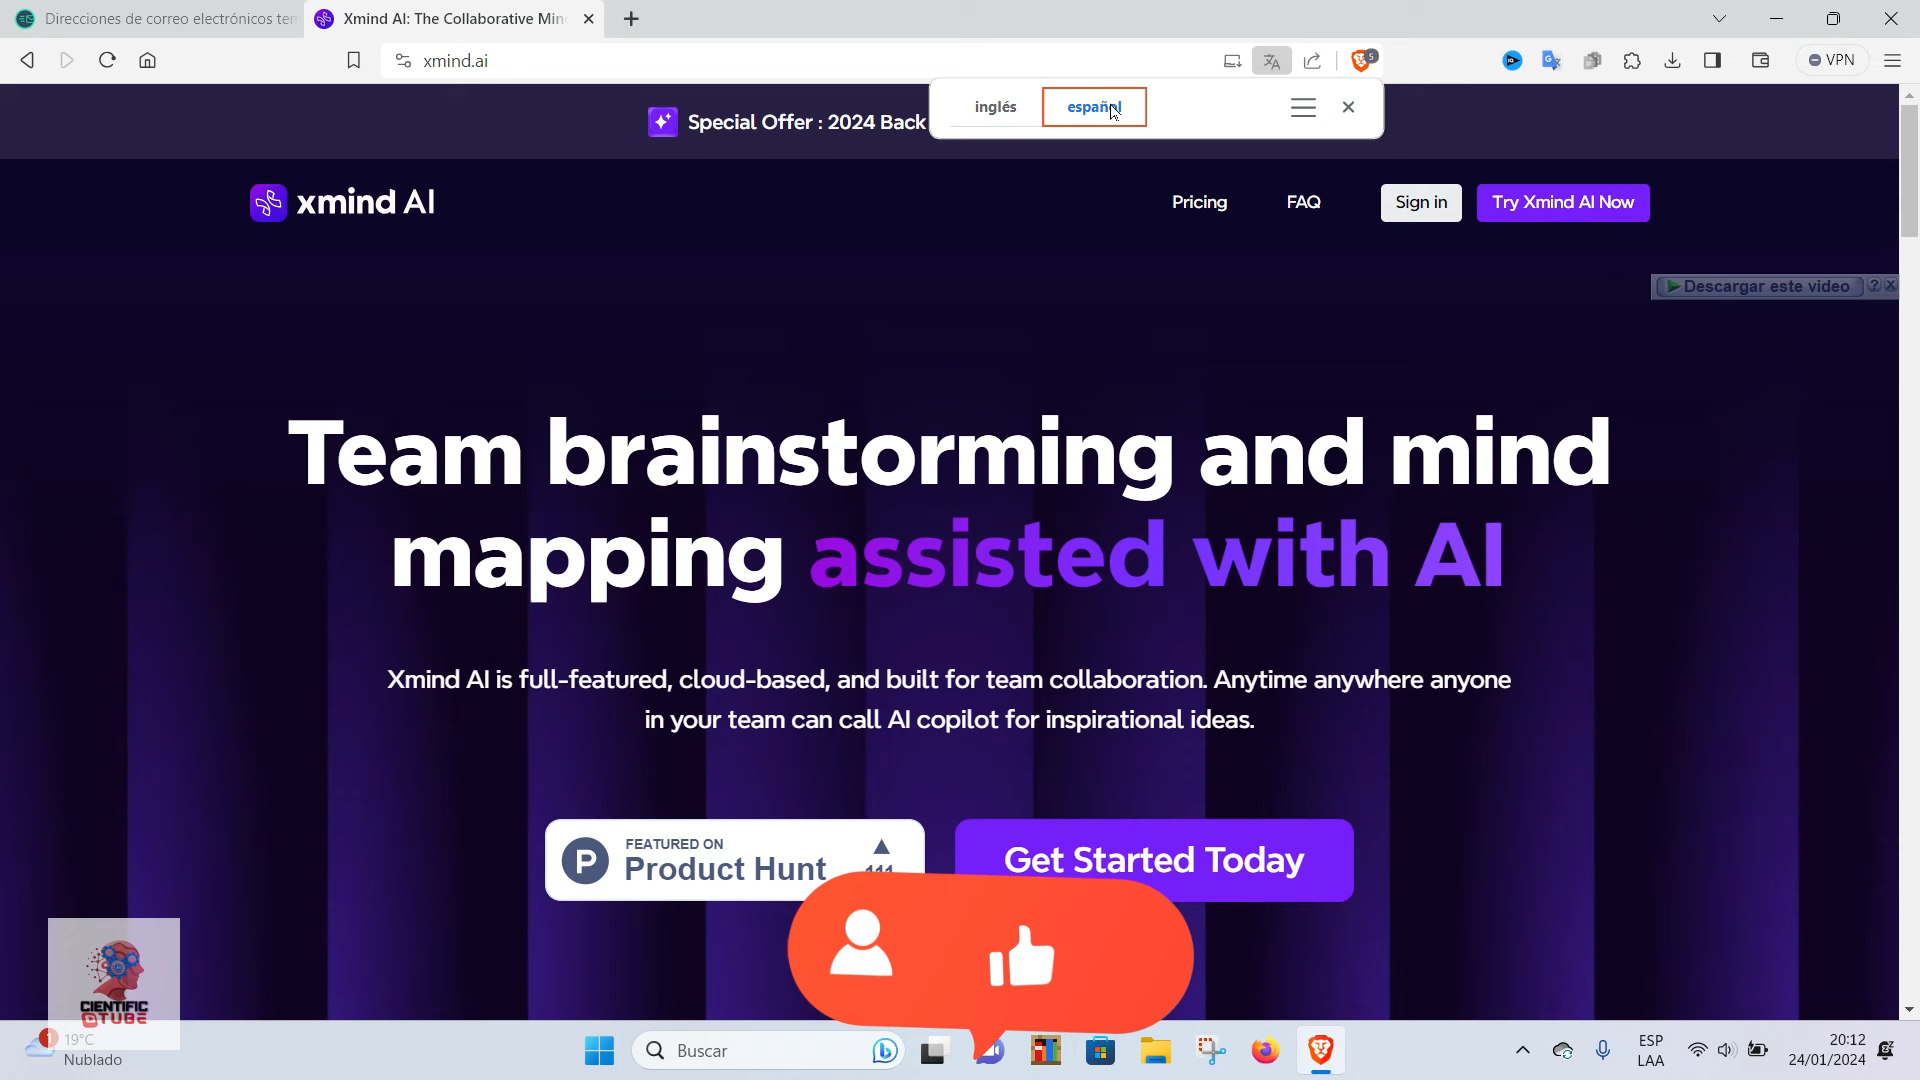 Direcciones de correo electrónicos ten
Xmind AI: The Collaborative Min
xmind.ai
5
VPN
inglés
español
Special Offer : 2024 Back
xmind AI
Pricing
FAQ
Sign in
Try Xmind AI Now
Descargar este video
Team brainstorming and mind
mapping assisted with AI
Xmind AI is full-featured, cloud-based, and built for team collaboration. Anytime anywhere anyone
in your team can call AI copilot for inspirational ideas.
FEATURED ON
Product Hunt
111
Get Started Today
CIENTIFIC
TUBE
1
19°C
Nublado
Buscar
ESP
LAA
20:12
24/01/2024